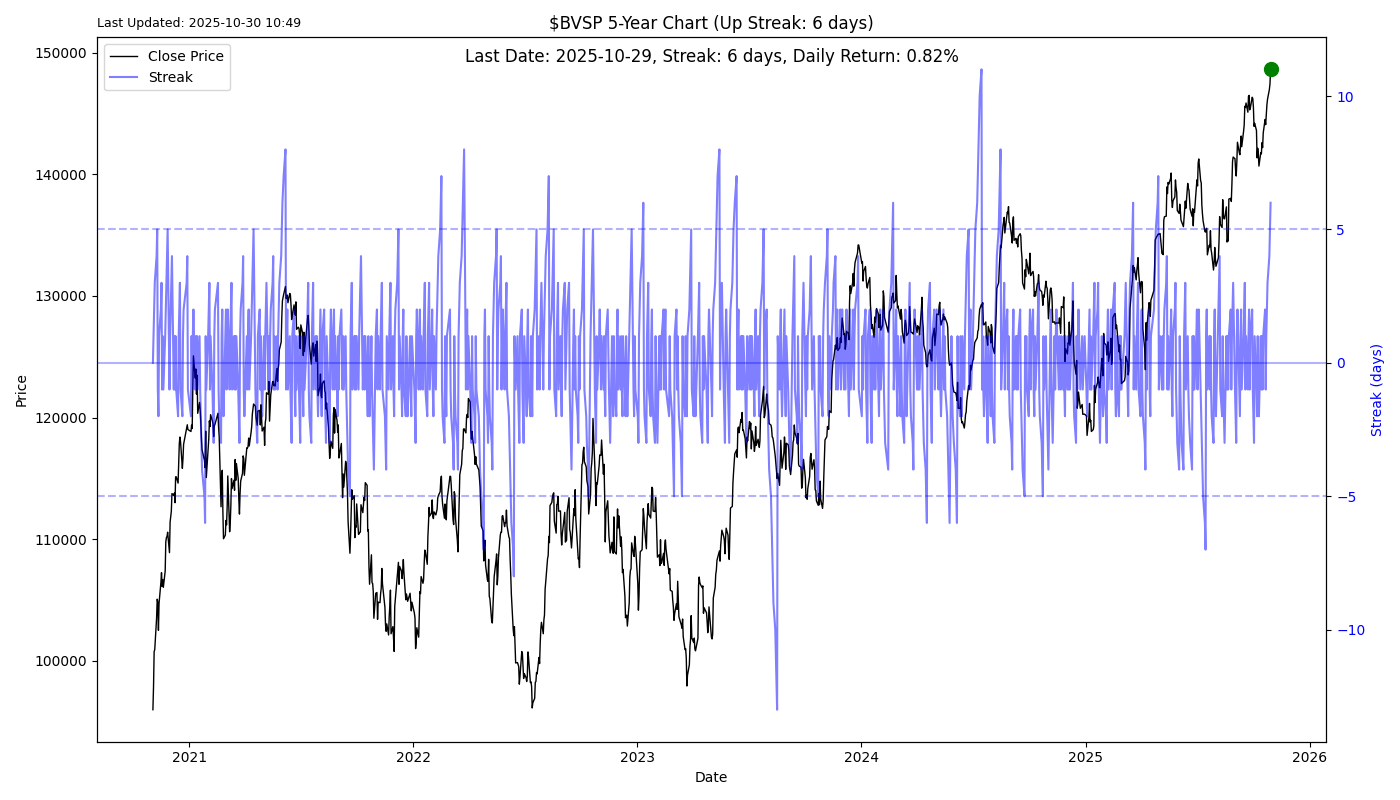 Last Updated: 2025-10-30 10:49
$BVSP 5-Year Chart (Up Streak: 6 days)
Last Date: 2025-10-29, Streak: 6 days, Daily Return: 0.82%
Close Price
Streak
150000
140000
130000
120000
110000
100000
Price
10
5
0
−5
−10
Streak (days)
2021
2022
2023
2024
2025
2026
Date